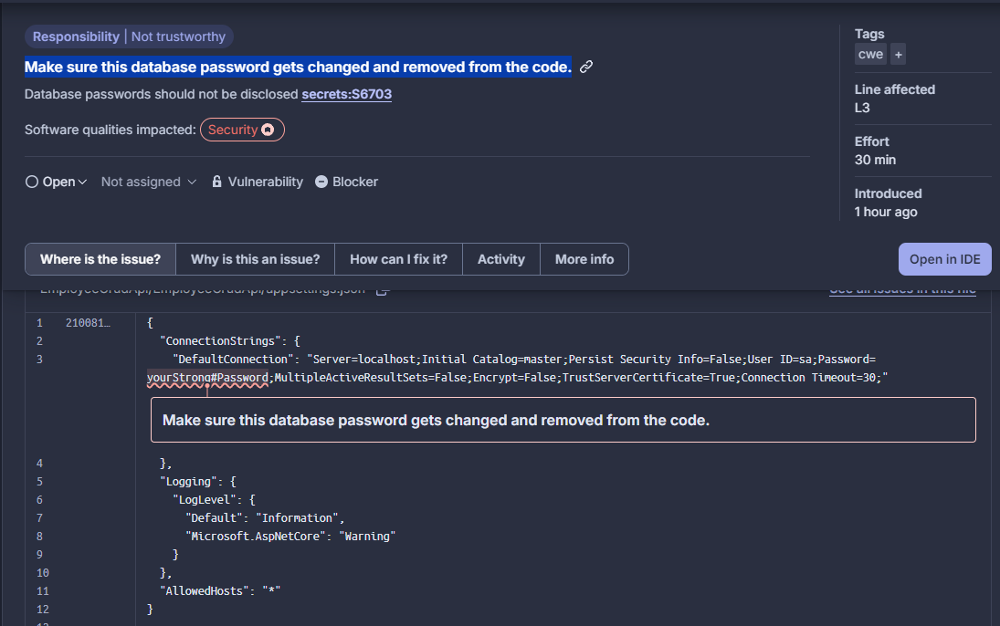 Responsibility | Not trustworthy
Make sure this database password gets changed and removed from the code.
Database passwords should not be disclosed secrets:S6703
Software qualities impacted: Security
Open Not assigned Vulnerability Blocker
Tags
cwe +
Line affected
L3
Effort
30 min
Introduced
1 hour ago
Where is the issue? Why is this an issue? How can I fix it? Activity More info
Open in IDE
EmployeeCrudApi/EmployeeCrudApi/appsettings.json
See all issues in this file
1 210081… {
2 "ConnectionStrings": {
3 "DefaultConnection": "Server=localhost;Initial Catalog=master;Persist Security Info=False;User ID=sa;Password=
yourStrong#Password;MultipleActiveResultSets=False;Encrypt=False;TrustServerCertificate=True;Connection Timeout=30;"
Make sure this database password gets changed and removed from the code.
4 },
5 "Logging": {
6 "LogLevel": {
7 "Default": "Information",
8 "Microsoft.AspNetCore": "Warning"
9 }
10 },
11 "AllowedHosts": "*"
12 }
13